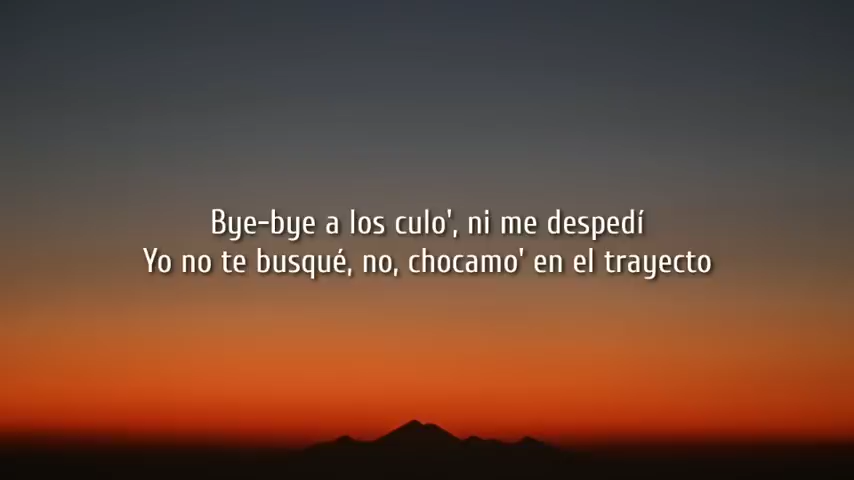 Bye-bye a los culo', ni me despedí
Yo no te busqué, no, chocamo' en el trayecto